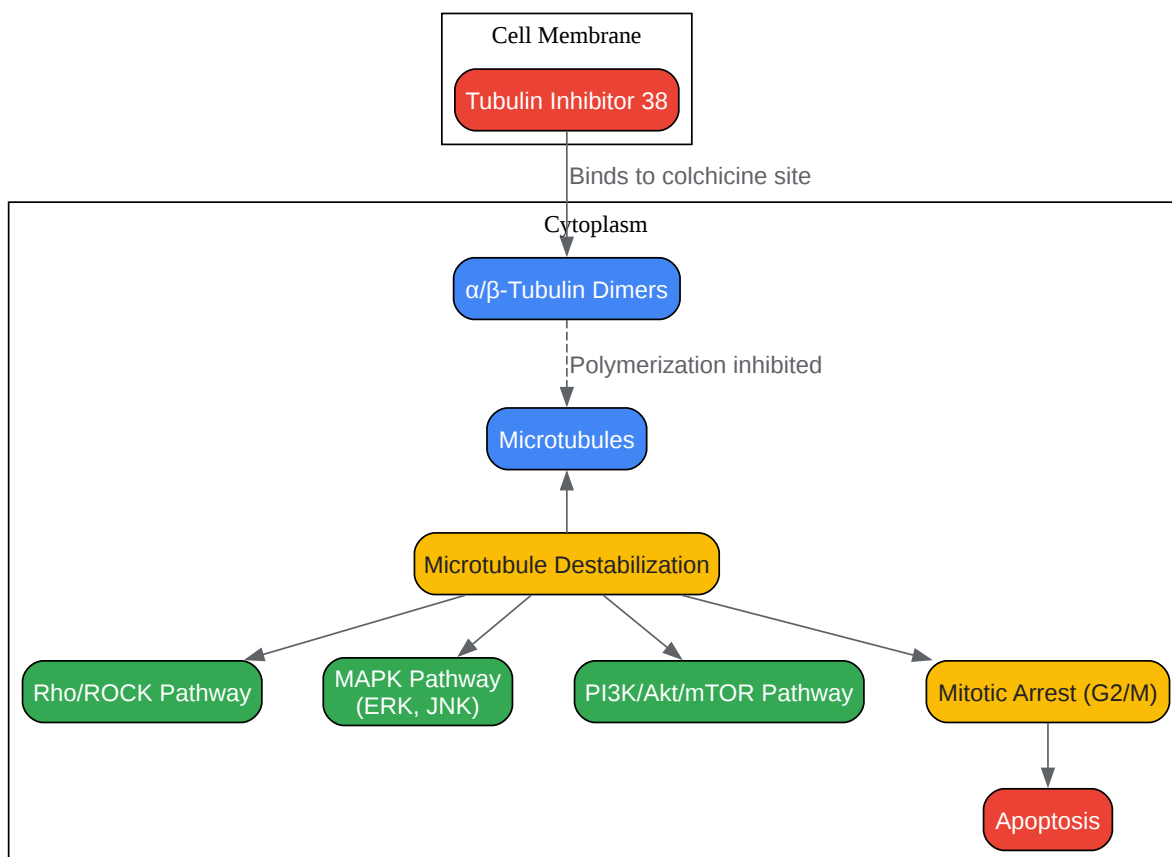 Cell Membrane
Tubulin Inhibitor 38
Binds to colchicine site
Cytoplasm
α/β-Tubulin Dimers
Polymerization inhibited
Microtubules
Microtubule Destabilization
Rho/ROCK Pathway
MAPK Pathway
(ERK, JNK)
PI3K/Akt/mTOR Pathway
Mitotic Arrest (G2/M)
Apoptosis